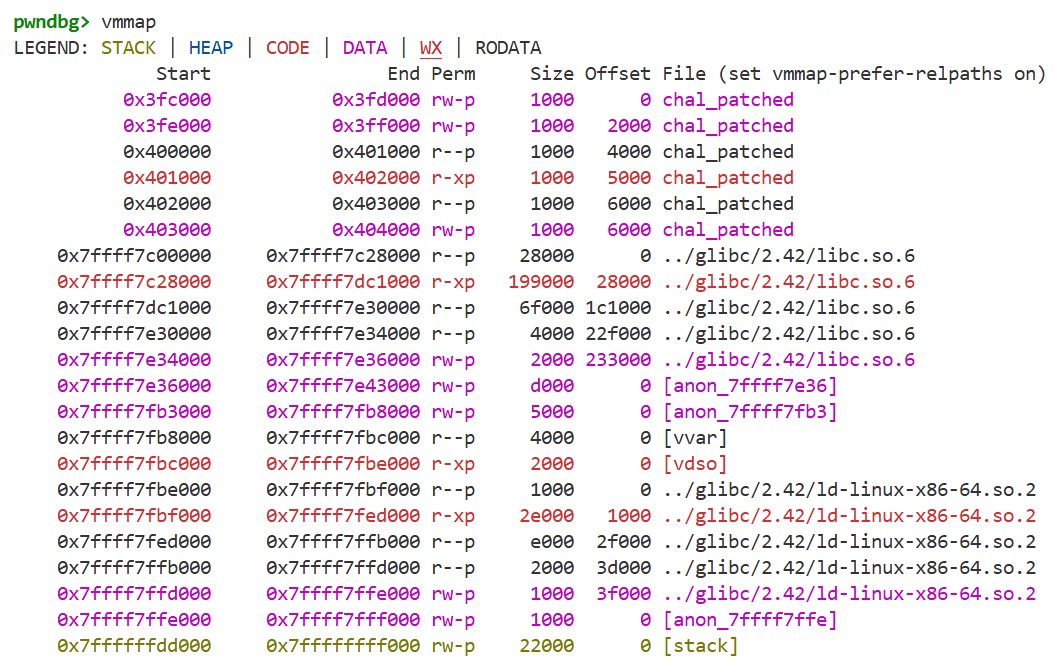 pwndbg> vmmap
LEGEND: STACK | HEAP | CODE | DATA | WX | RODATA
Start End Perm Size Offset File (set vmmap-prefer-relpaths on)
0x3fc000 0x3fd000 rw-p 1000 0 chal_patched
0x3fe000 0x3ff000 rw-p 1000 2000 chal_patched
0x400000 0x401000 r--p 1000 4000 chal_patched
0x401000 0x402000 r-xp 1000 5000 chal_patched
0x402000 0x403000 r--p 1000 6000 chal_patched
0x403000 0x404000 rw-p 1000 6000 chal_patched
0x7ffff7c00000 0x7ffff7c28000 r--p 28000 0 ../glibc/2.42/libc.so.6
0x7ffff7c28000 0x7ffff7dc1000 r-xp 199000 28000 ../glibc/2.42/libc.so.6
0x7ffff7dc1000 0x7ffff7e30000 r--p 6f000 1c1000 ../glibc/2.42/libc.so.6
0x7ffff7e30000 0x7ffff7e34000 r--p 4000 22f000 ../glibc/2.42/libc.so.6
0x7ffff7e34000 0x7ffff7e36000 rw-p 2000 233000 ../glibc/2.42/libc.so.6
0x7ffff7e36000 0x7ffff7e43000 rw-p d000 0 [anon_7ffff7e36]
0x7ffff7fb3000 0x7ffff7fb8000 rw-p 5000 0 [anon_7ffff7fb3]
0x7ffff7fb8000 0x7ffff7fbc000 r--p 4000 0 [vvar]
0x7ffff7fbc000 0x7ffff7fbe000 r-xp 2000 0 [vdso]
0x7ffff7fbe000 0x7ffff7fbf000 r--p 1000 0 ../glibc/2.42/ld-linux-x86-64.so.2
0x7ffff7fbf000 0x7ffff7fed000 r-xp 2e000 1000 ../glibc/2.42/ld-linux-x86-64.so.2
0x7ffff7fed000 0x7ffff7ffb000 r--p e000 2f000 ../glibc/2.42/ld-linux-x86-64.so.2
0x7ffff7ffb000 0x7ffff7ffd000 r--p 2000 3d000 ../glibc/2.42/ld-linux-x86-64.so.2
0x7ffff7ffd000 0x7ffff7ffe000 rw-p 1000 3f000 ../glibc/2.42/ld-linux-x86-64.so.2
0x7ffff7ffe000 0x7ffff7fff000 rw-p 1000 0 [anon_7ffff7ffe]
0x7ffffffdd000 0x7ffffffff000 rw-p 22000 0 [stack]